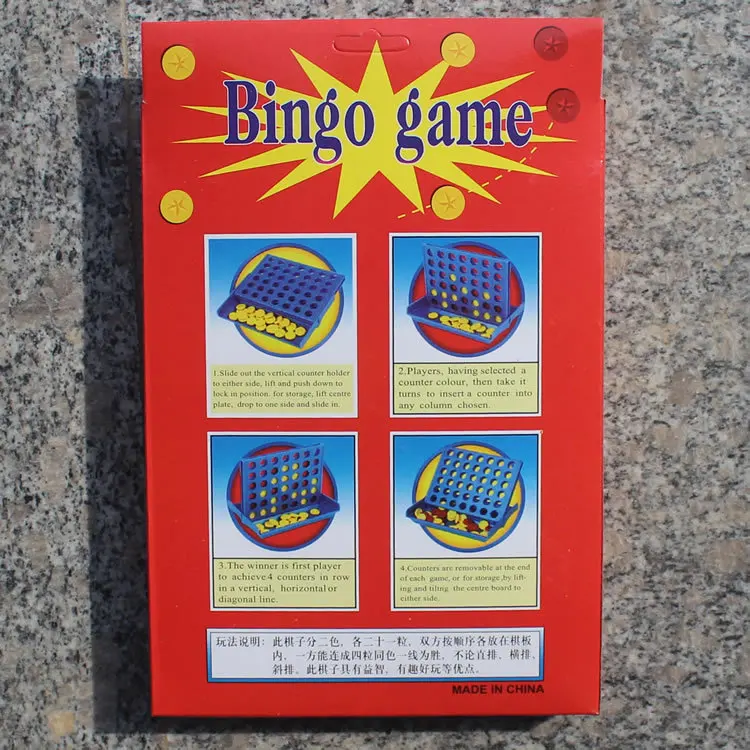 Bingo game
1.Slide out the vertical counter holder
to either side, lift and push down to
lock in position. for storage, lift centre
plate, drop to one side and slide in.
2.Players, having selected a
counter colour, then take it
turns to insert a counter into
any column chosen.
3.The winner is first player
to achieve4 counters in row
in a vertical, horizontal or
diagonal line.
4.Counters are removable at the end
of each game, or for storage ,by lift-
ing and tiltng the centre board to
either side.
玩法说明: 此棋子分二色, 各二十一粒, 双方按顺序各放在棋板
内, 一方能连成四粒同色一线为胜, 不论直排、横排、
斜排。此棋子具有益智, 有趣好玩等优点。
MADE IN CHINA